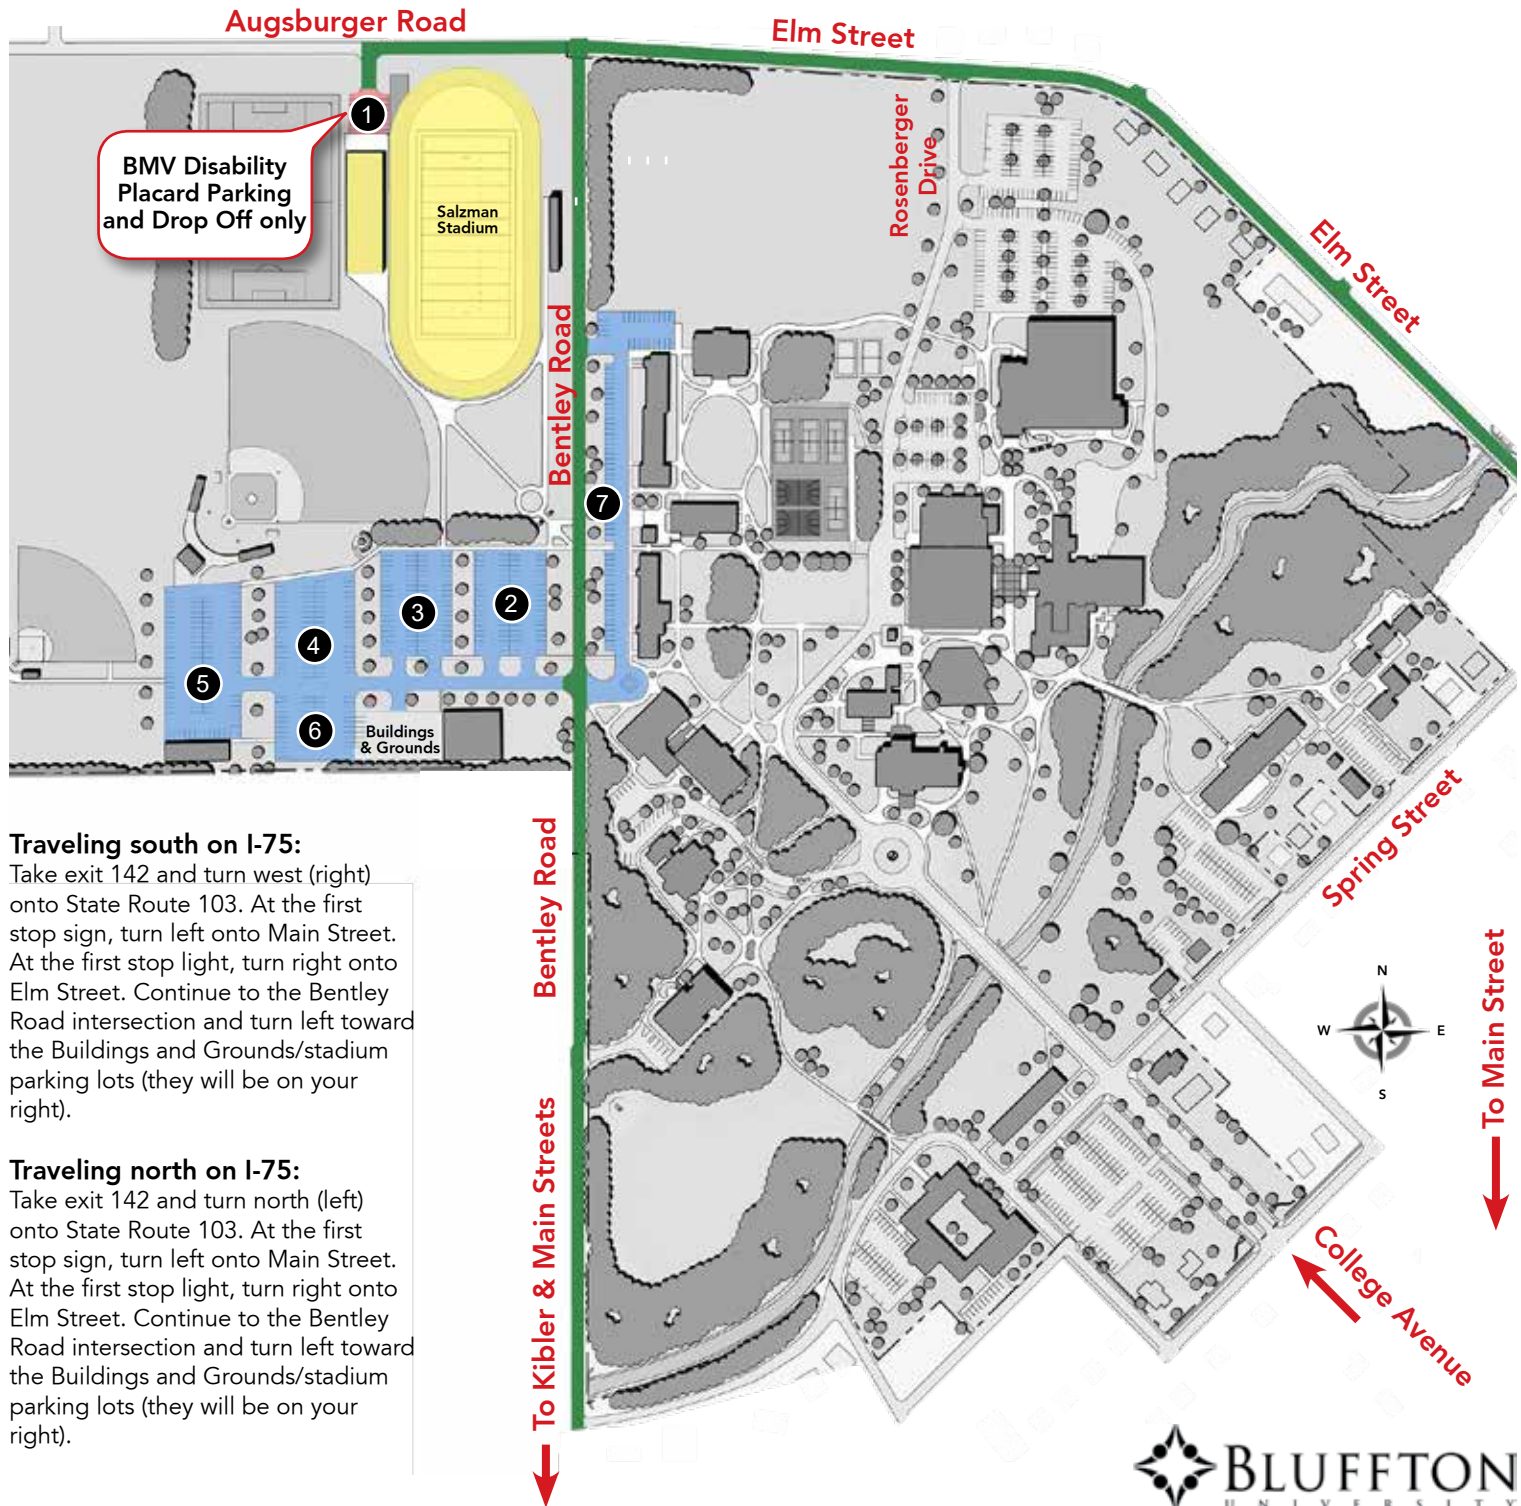 Augsburger Road
Elm Street
1
BMV Disability
Placard Parking
and Drop Off only
Salzman
Stadium
Rosenberger
Drive
Elm Street
Bentley Road
7
2
3
4
5
6
Buildings
& Grounds
Traveling south on I-75:
Take exit 142 and turn west (right)
onto State Route 103. At the first
stop sign, turn left onto Main Street.
At the first stop light, turn right onto
Elm Street. Continue to the Bentley
Road intersection and turn left toward
the Buildings and Grounds/stadium
parking lots (they will be on your
right).
Traveling north on I-75:
Take exit 142 and turn north (left)
onto State Route 103. At the first
stop sign, turn left onto Main Street.
At the first stop light, turn right onto
Elm Street. Continue to the Bentley
Road intersection and turn left toward
the Buildings and Grounds/stadium
parking lots (they will be on your
right).
Bentley Road
To Kibler & Main Streets
Spring Street
N
W
E
S
To Main Street
College Avenue
BLUFFTON
UNIVERSITY